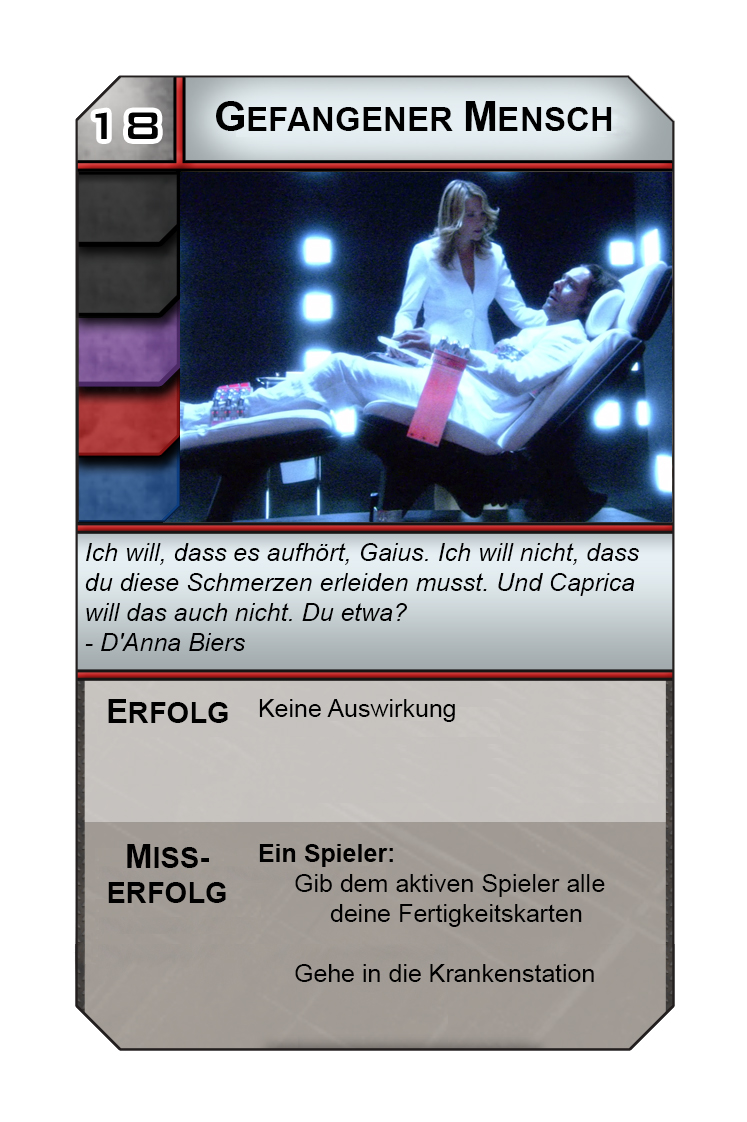 18
GEFANGENER MENSCH
Ich will, dass es aufhört, Gaius. Ich will nicht, dass
du diese Schmerzen erleiden musst. Und Caprica
will das auch nicht. Du etwa?
- D'Anna Biers
ERFOLG
Keine Auswirkung
MISS-
ERFOLG
Ein Spieler:
Gib dem aktiven Spieler alle
deine Fertigkeitskarten
Gehe in die Krankenstation